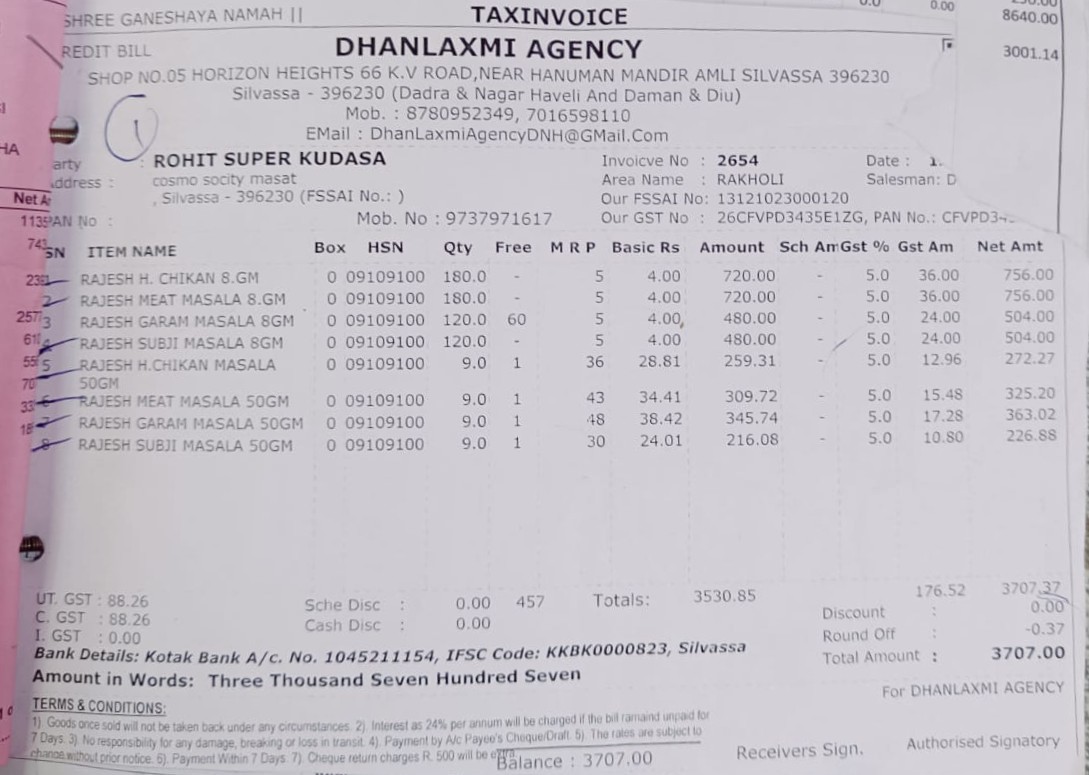 SHREE GANESHAYA NAMAH ||
TAXINVOICE
0.00
8640.00
3001.14
REDIT BILL
DHANLAXMI AGENCY
SHOP NO.05 HORIZON HEIGHTS 66 K.V ROAD,NEAR HANUMAN MANDIR AMLI SILVASSA 396230
Silvassa - 396230 (Dadra & Nagar Haveli And Daman & Diu)
Mob. : 8780952349, 7016598110
EMail : DhanLaxmiAgencyDNH@GMail.Com
1
arty : ROHIT SUPER KUDASA
ddress : cosmo socity masat
, Silvassa - 396230 (FSSAI No.: )
AN No :
Mob. No : 9737971617
Invoicve No : 2654 Date :
Area Name : RAKHOLI Salesman: D
Our FSSAI No: 13121023000120
Our GST No : 26CFVPD3435E1ZG, PAN No.: CFVPD34
SN ITEM NAME Box HSN Qty Free M R P Basic Rs Amount Sch Am Gst % Gst Am Net Amt
RAJESH H. CHIKAN 8.GM 0 09109100 180.0 - 5 4.00 720.00 - 5.0 36.00 756.00
2 RAJESH MEAT MASALA 8.GM 0 09109100 180.0 - 5 4.00 720.00 - 5.0 36.00 756.00
3 RAJESH GARAM MASALA 8GM 0 09109100 120.0 60 5 4.00 480.00 - 5.0 24.00 504.00
RAJESH SUBJI MASALA 8GM 0 09109100 120.0 - 5 4.00 480.00 - 5.0 24.00 504.00
5 RAJESH H.CHIKAN MASALA 0 09109100 9.0 1 36 28.81 259.31 - 5.0 12.96 272.27
50GM
6 RAJESH MEAT MASALA 50GM 0 09109100 9.0 1 43 34.41 309.72 - 5.0 15.48 325.20
7 RAJESH GARAM MASALA 50GM 0 09109100 9.0 1 48 38.42 345.74 - 5.0 17.28 363.02
8 RAJESH SUBJI MASALA 50GM 0 09109100 9.0 1 30 24.01 216.08 - 5.0 10.80 226.88
UT. GST : 88.26
C. GST : 88.26
I. GST : 0.00
Sche Disc : 0.00 457 Totals: 3530.85 176.52 3707.37
Cash Disc : 0.00
Discount : 0.00
Round Off : -0.37
Total Amount : 3707.00
Bank Details: Kotak Bank A/c. No. 1045211154, IFSC Code: KKBK0000823, Silvassa
Amount in Words: Three Thousand Seven Hundred Seven
For DHANLAXMI AGENCY
TERMS & CONDITIONS:
1) Goods once sold will not be taken back under any circumstances. 2). Interest as 24% per annum will be charged if the bill ramaind unpaid for
7 Days. 3). No responsibility for any damage, breaking or loss in transit. 4). Payment by A/c Payee's Cheque/Draft. 5). The rates are subject to
chance without prior notice. 6). Payment Within 7 Days. 7). Cheque return charges R. 500 will be extra.
Balance : 3707.00
Receivers Sign.
Authorised Signatory